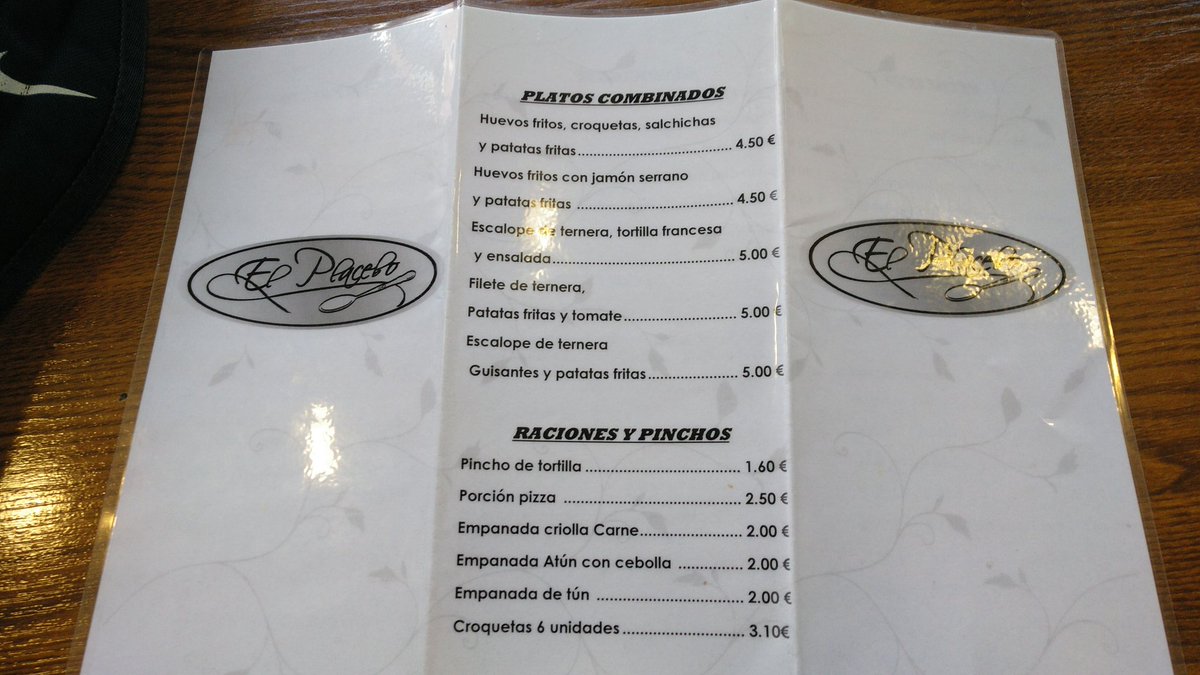 El Placebo
PLATOS COMBINADOS
Huevos fritos, croquetas, salchichas
y patatas fritas.................................. 4.50 €
Huevos fritos con jamón serrano
y patatas fritas .................................. 4.50 €
Escalope de ternera, tortilla francesa
y ensalada........................................ 5.00 €
Filete de ternera,
Patatas fritas y tomate......................... 5.00 €
Escalope de ternera
Guisantes y patatas fritas.................... 5.00 €
RACIONES Y PINCHOS
Pincho de tortilla .................................. 1.60 €
Porción pizza ....................................... 2.50 €
Empanada criolla Carne....................... 2.00 €
Empanada Atún con cebolla .............. 2.00 €
Empanada de tún ................................ 2.00 €
Croquetas 6 unidades........................... 3.10€
El